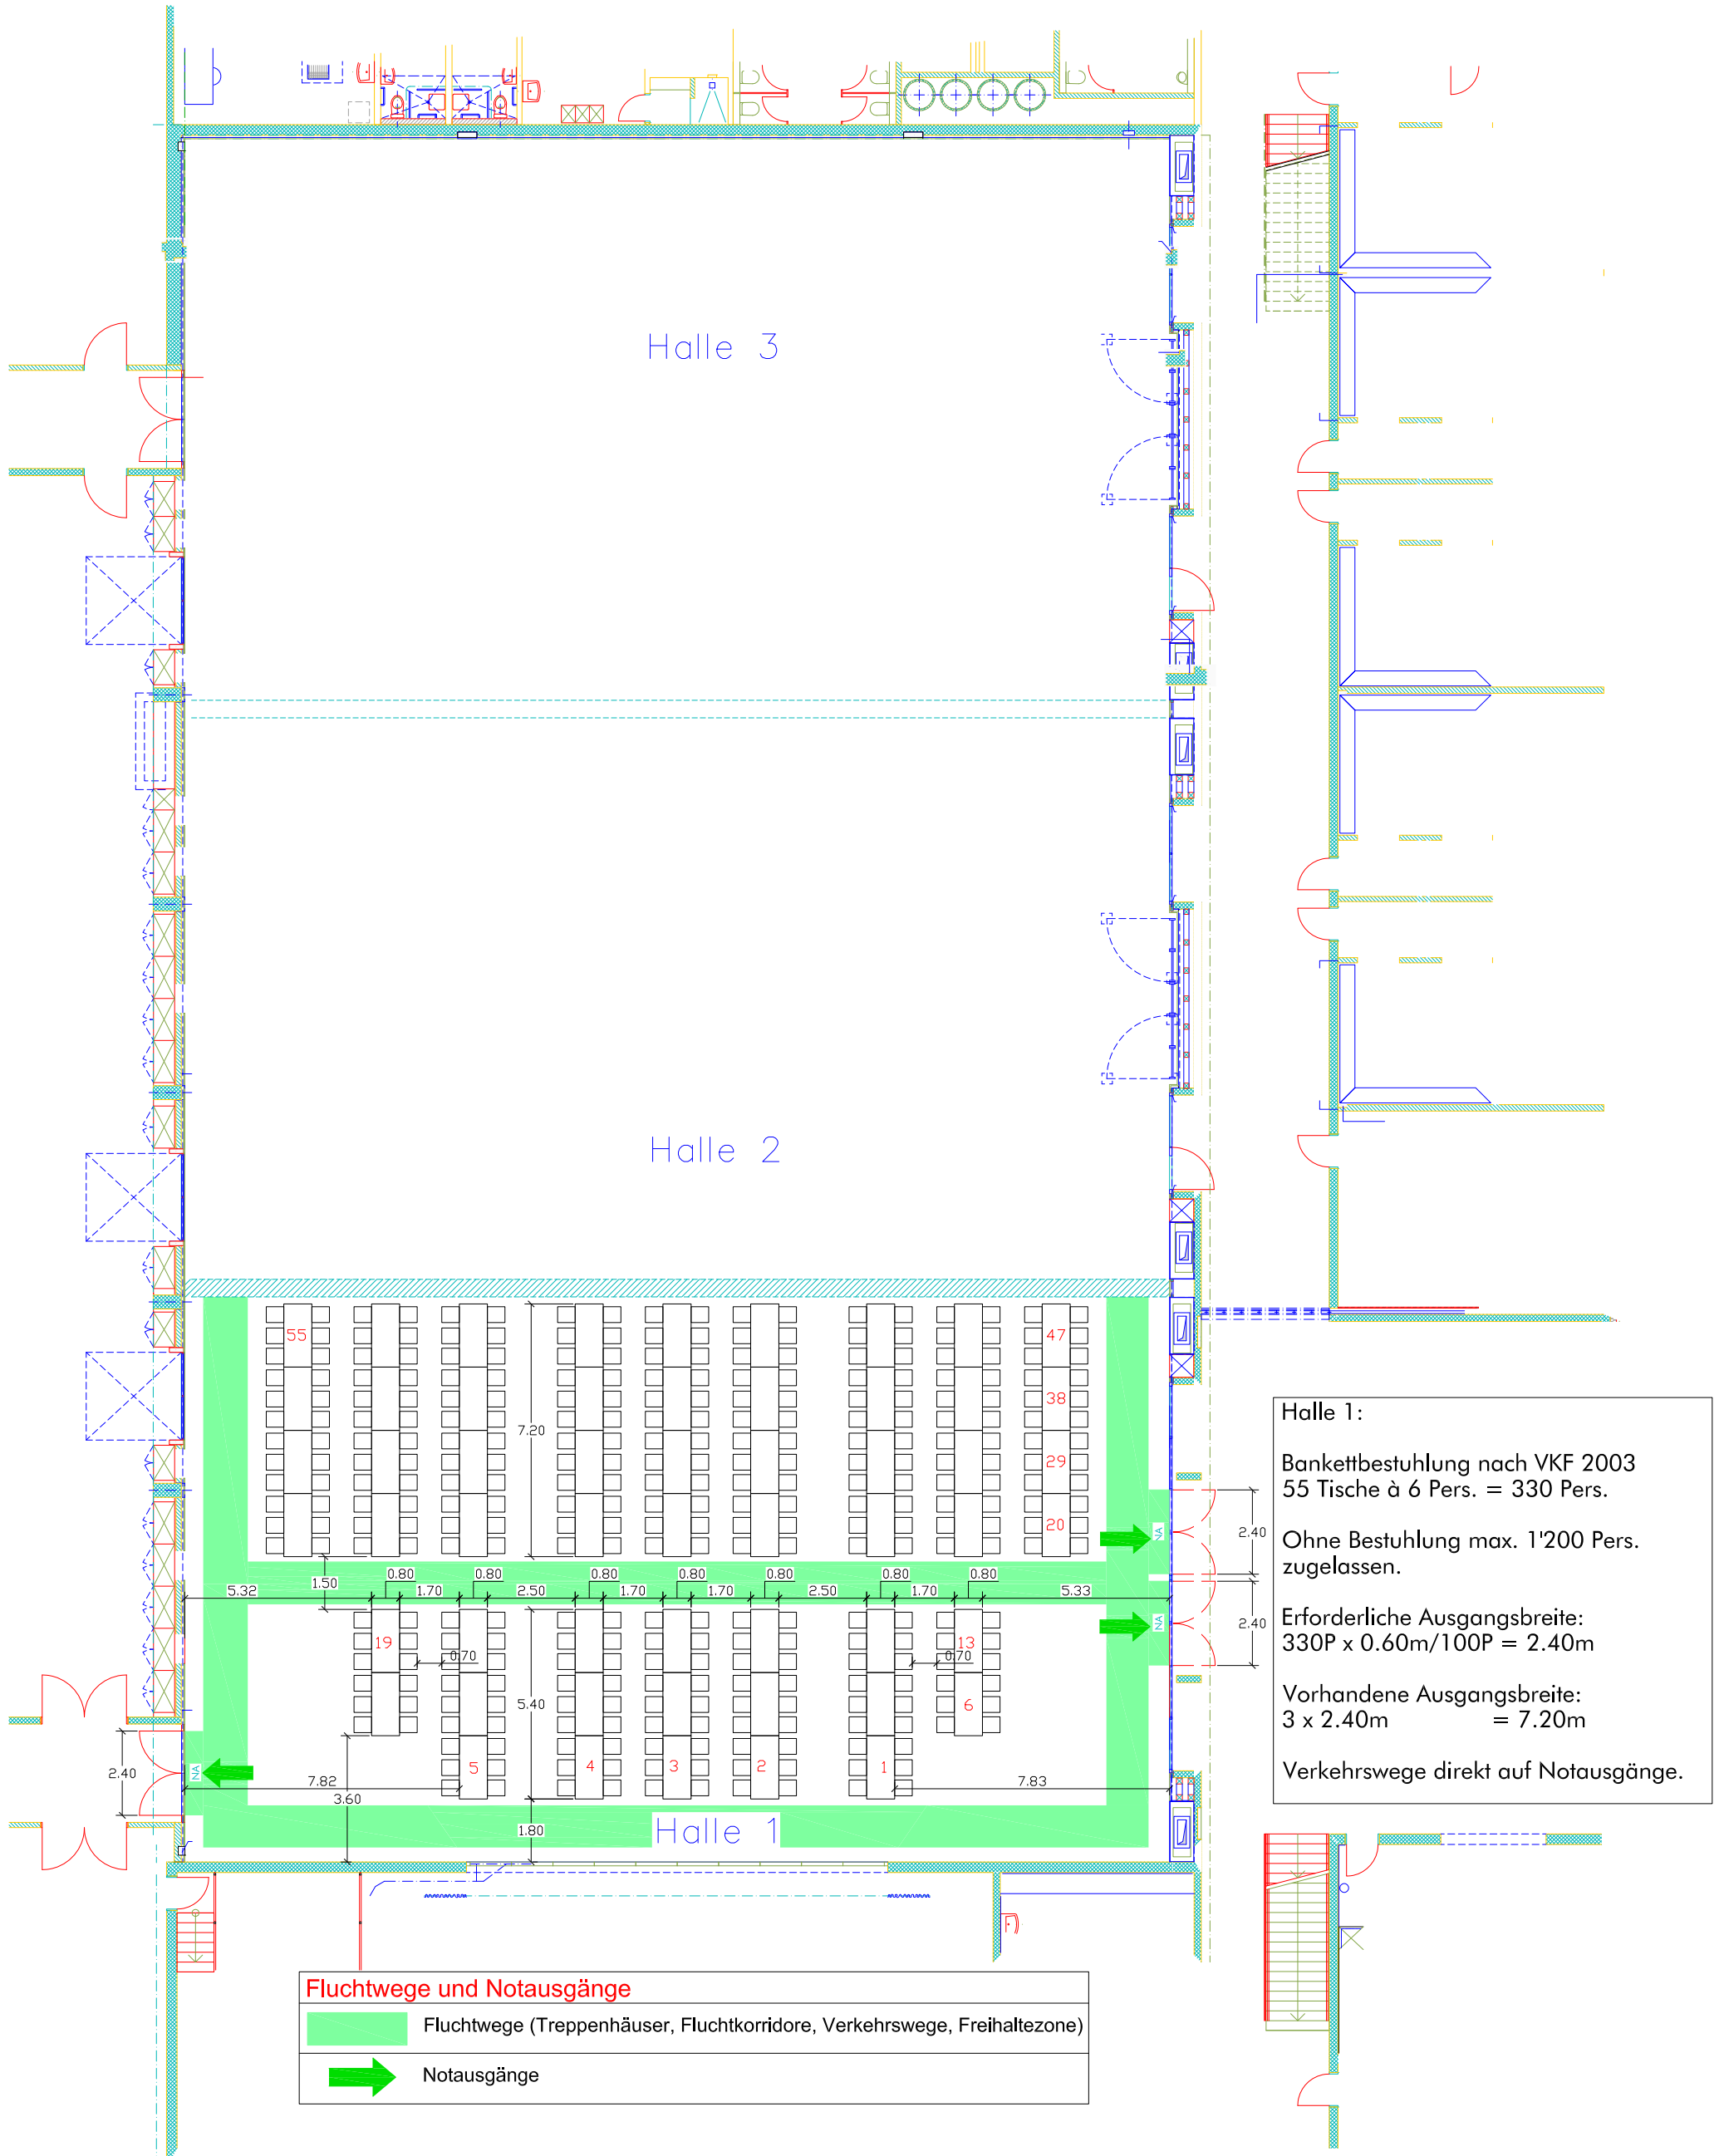 Halle 3
Halle 2
55
47
38
7.20
29
20
NA
2.40
1.50
0.80
0.80
0.80
0.80
0.80
0.80
0.80
5.32
1.70
2.50
1.70
1.70
2.50
1.70
5.33
NA
2.40
19
13
0.70
0.70
5.40
6
2.40
NA
5
4
3
2
1
7.82
7.83
3.60
1.80
Halle 1
Halle 1:
Bankettbestuhlung nach VKF 2003
55 Tische à 6 Pers. = 330 Pers.
Ohne Bestuhlung max. 1'200 Pers.
zugelassen.
Erforderliche Ausgangsbreite:
330P x 0.60m/100P = 2.40m
Vorhandene Ausgangsbreite:
3 x 2.40m = 7.20m
Verkehrswege direkt auf Notausgänge.
Fluchtwege und Notausgänge
Fluchtwege (Treppenhäuser, Fluchtkorridore, Verkehrswege, Freihaltezone)
Notausgänge